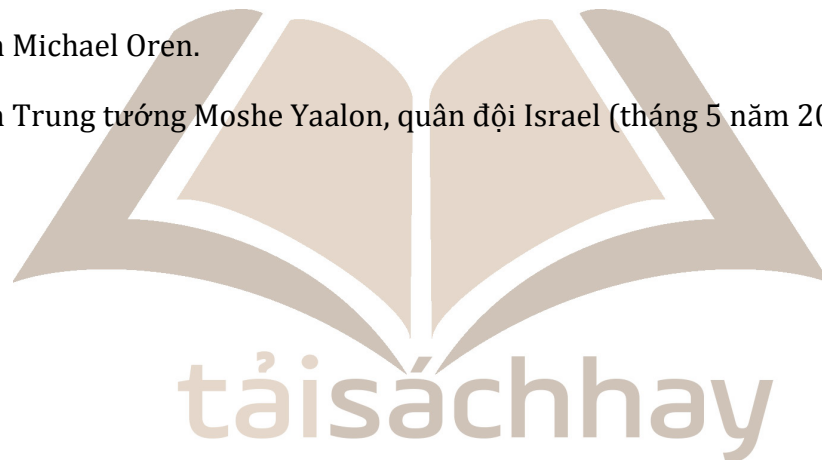 n Michael Oren.
n Trung tướng Moshe Yaalon, quân đội Israel (tháng 5 năm 20
tảisáchhay